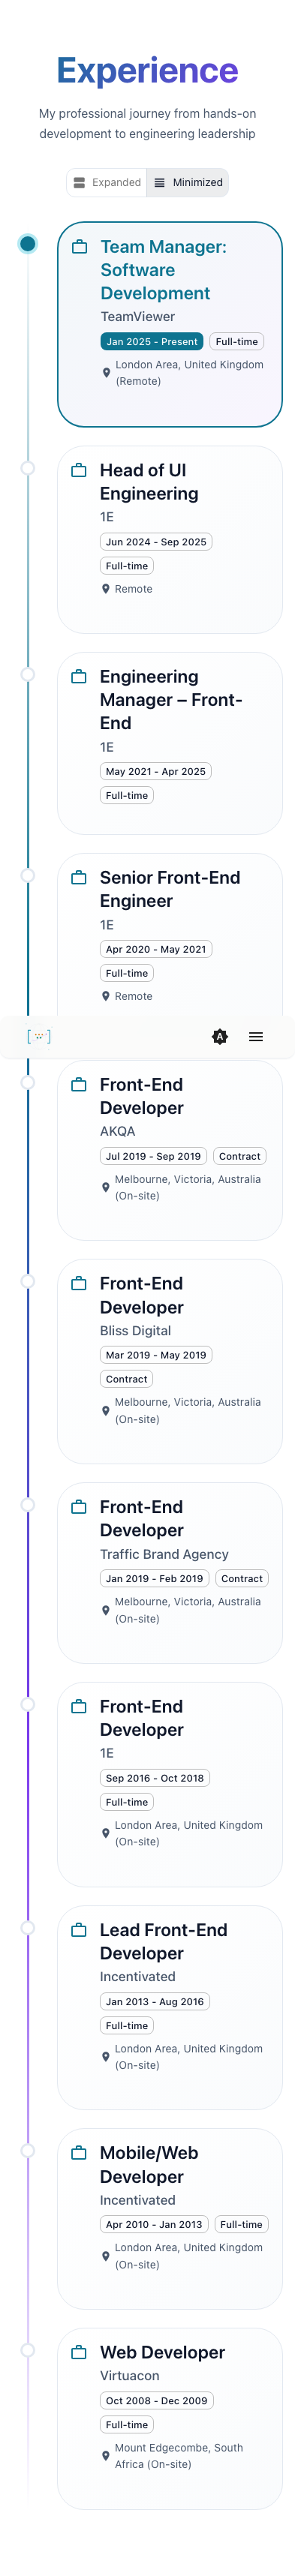 Experience
My professional journey from hands-on
development to engineering leadership
Expanded
Minimized
Team Manager:
Software
Development
TeamViewer
Jan 2025 - Present
Full-time
London Area, United Kingdom
(Remote)
Head of UI
Engineering
1E
Jun 2024 - Sep 2025
Full-time
Remote
Engineering
Manager – Front-
End
1E
May 2021 - Apr 2025
Full-time
Senior Front-End
Engineer
1E
Apr 2020 - May 2021
Full-time
Remote
A
Front-End
Developer
AKQA
Jul 2019 - Sep 2019
Contract
Melbourne, Victoria, Australia
(On-site)
Front-End
Developer
Bliss Digital
Mar 2019 - May 2019
Contract
Melbourne, Victoria, Australia
(On-site)
Front-End
Developer
Traffic Brand Agency
Jan 2019 - Feb 2019
Contract
Melbourne, Victoria, Australia
(On-site)
Front-End
Developer
1E
Sep 2016 - Oct 2018
Full-time
London Area, United Kingdom
(On-site)
Lead Front-End
Developer
Incentivated
Jan 2013 - Aug 2016
Full-time
London Area, United Kingdom
(On-site)
Mobile/Web
Developer
Incentivated
Apr 2010 - Jan 2013
Full-time
London Area, United Kingdom
(On-site)
Web Developer
Virtuacon
Oct 2008 - Dec 2009
Full-time
Mount Edgecombe, South
Africa (On-site)